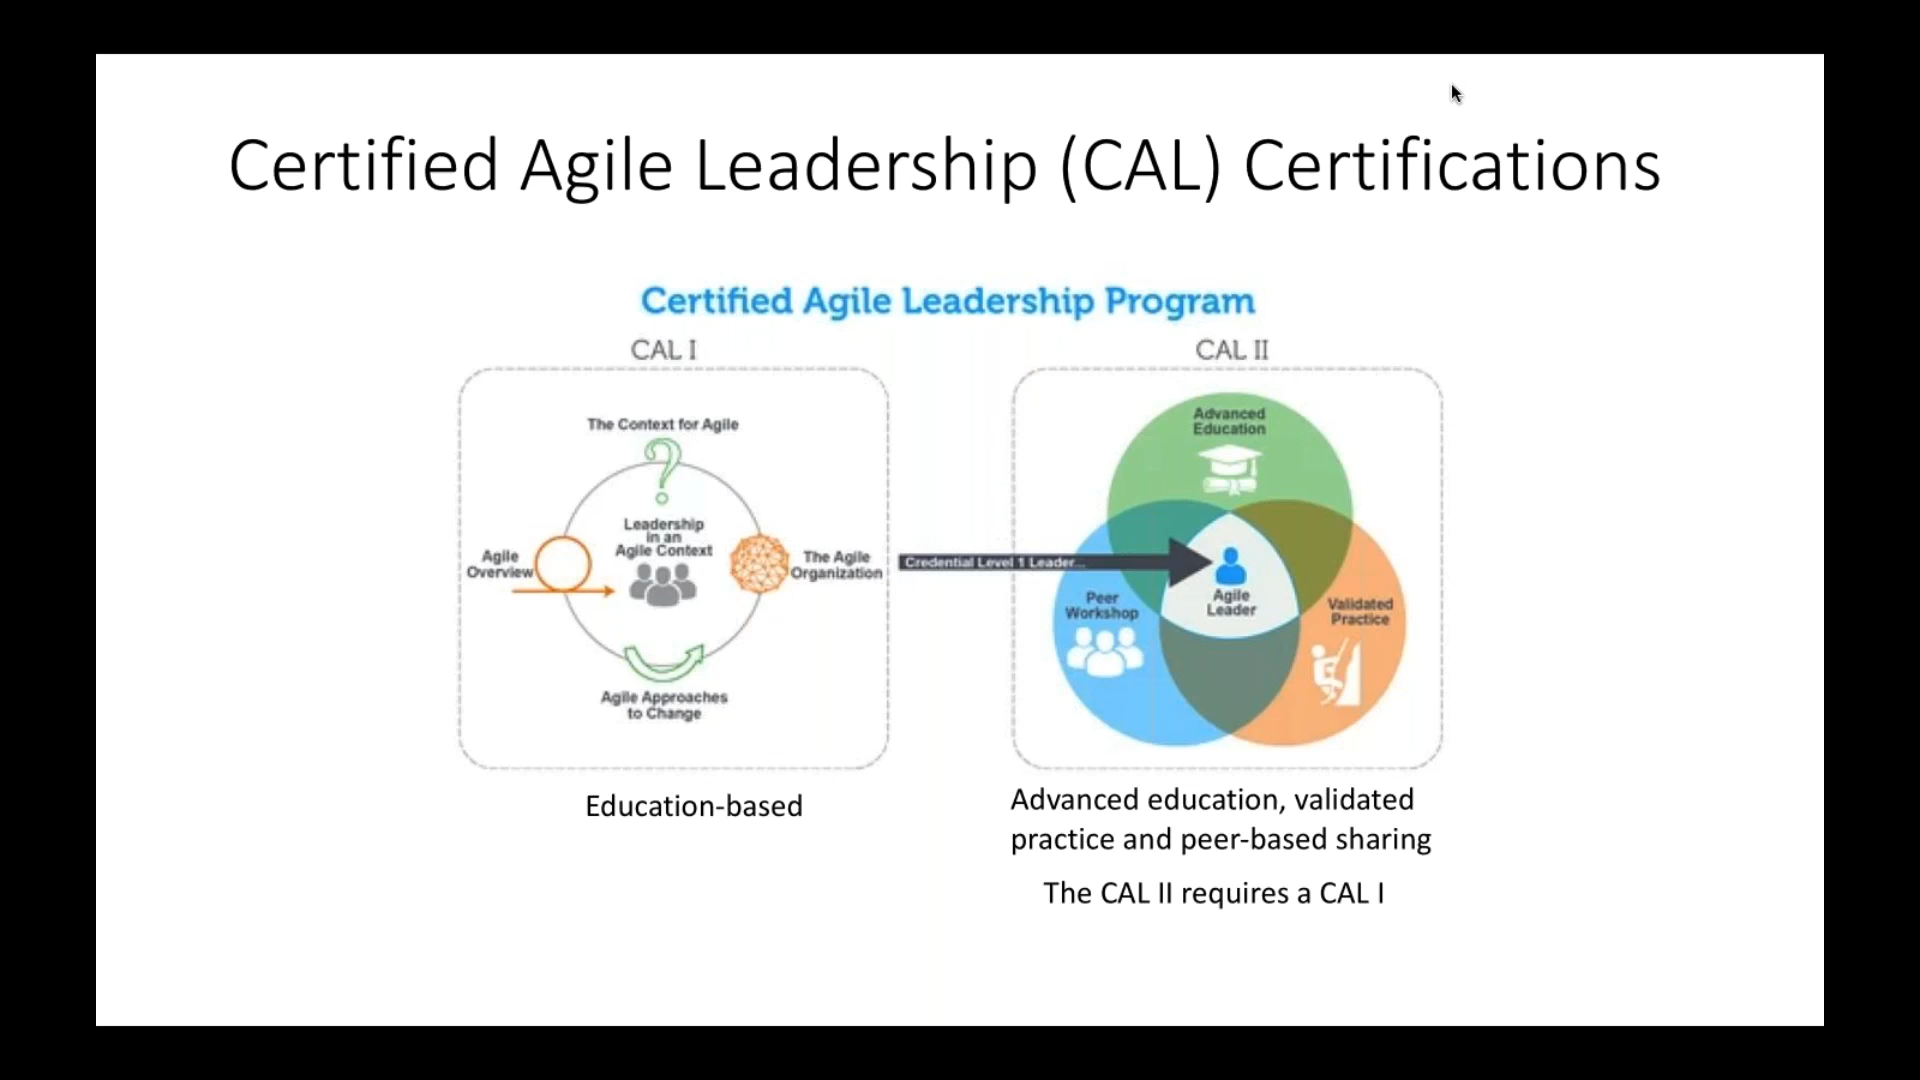 Certified Agile Leadership (CAL) Certifications
Certified Agile Leadership Program
CAL I
The Context for Agile
Leadership
in an
Agile Context
Agile
Overview
The Agile
Organization
Agile Approaches
to Change
Education-based
Credential Level 1 Leader...
CAL II
Advanced
Education
Agile
Leader
Peer
Workshop
Validated
Practice
Advanced education, validated
practice and peer-based sharing
The CAL II requires a CAL I